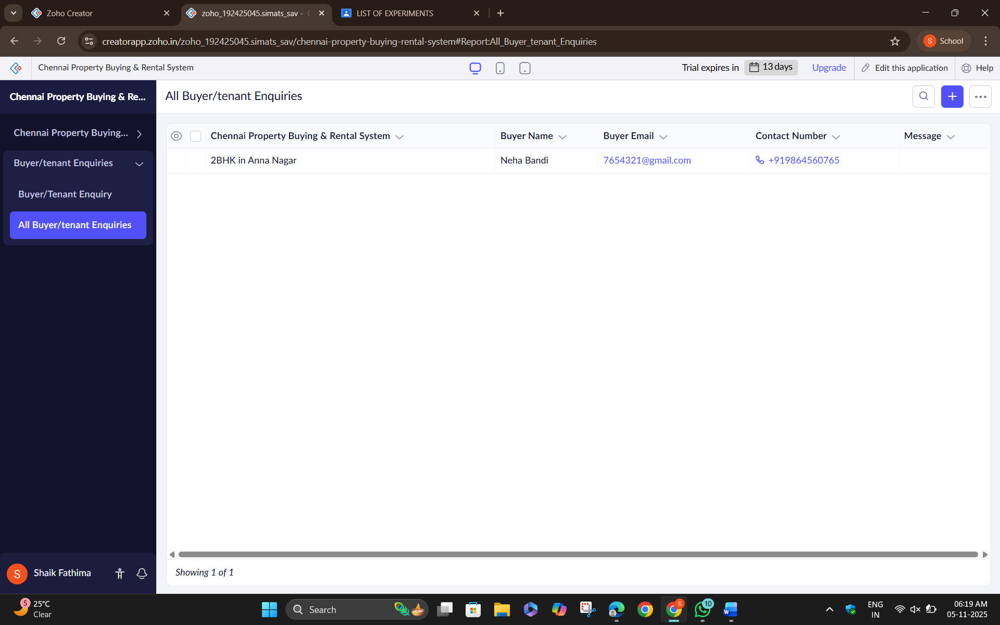 Zoho Creator
zoho_192425045.simats_sav -
LIST OF EXPERIMENTS
creatorapp.zoho.in/zoho_192425045.simats_sav/chennai-property-buying-rental-system#Report:All_Buyer_tenant_Enquiries
S School
Chennai Property Buying & Rental System
Trial expires in 13 days
Upgrade
Edit this application
Help
Chennai Property Buying & Re...
All Buyer/tenant Enquiries
Chennai Property Buying...
Buyer/tenant Enquiries
Buyer/Tenant Enquiry
All Buyer/tenant Enquiries
Chennai Property Buying & Rental System Buyer Name Buyer Email Contact Number Message
2BHK in Anna Nagar Neha Bandi 7654321@gmail.com +919864560765
Showing 1 of 1
S Shaik Fathima
5
25°C
Clear
Search
S
10
W
ENG
IN
06:19 AM
05-11-2025